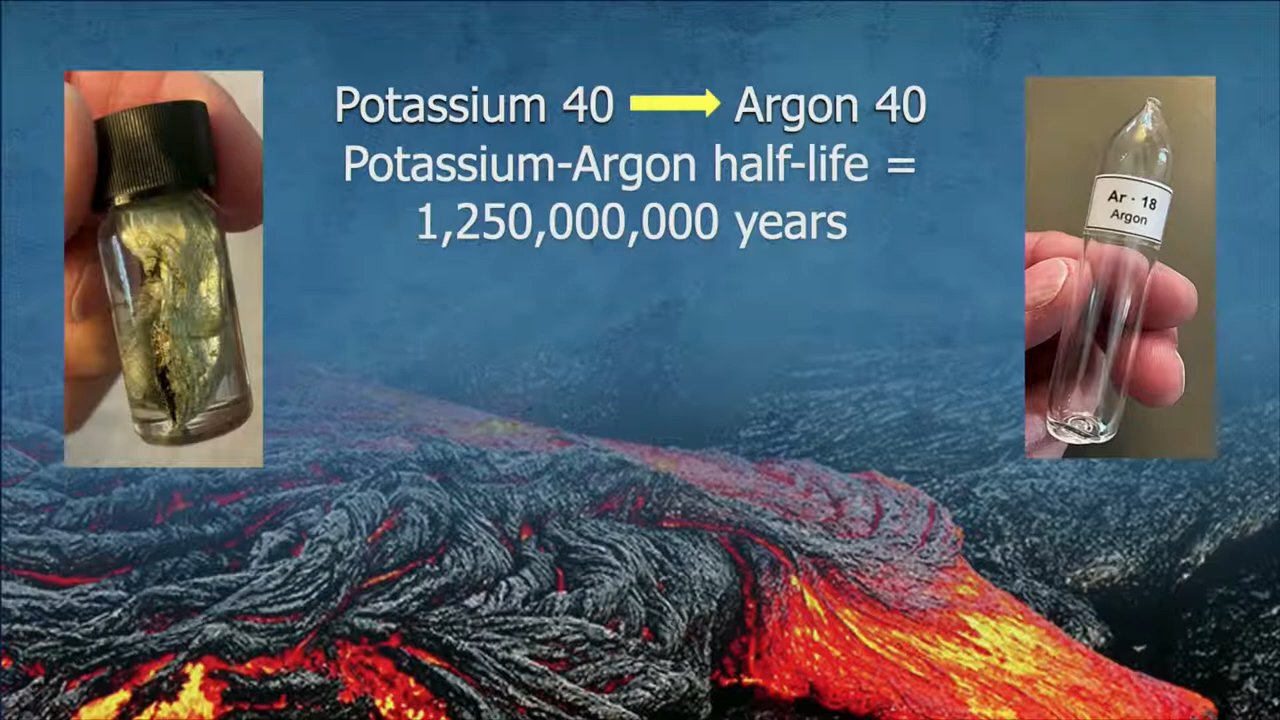 Potassium 40 Argon 40
Potassium-Argon half-life =
1,250,000,000 years
Ar · 18
Argon